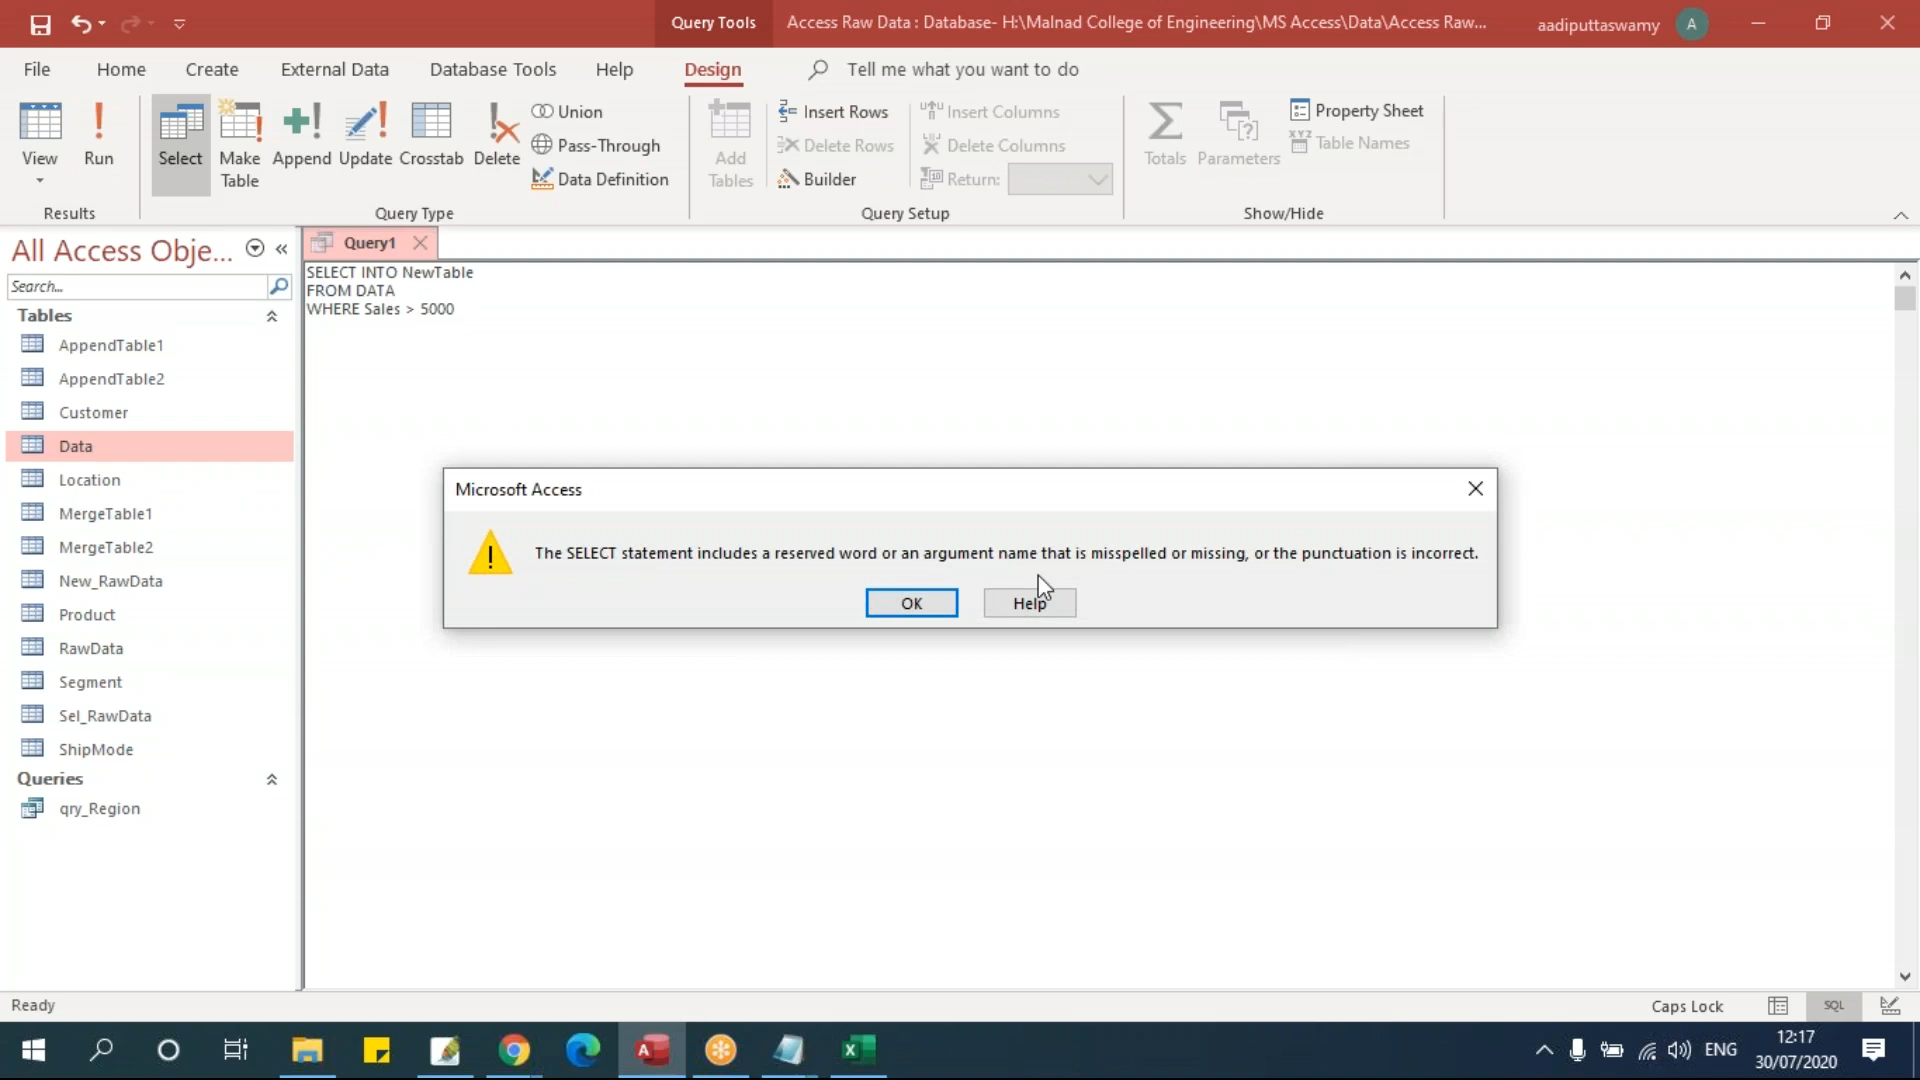 Query Tools
Access Raw Data : Database- H:\Malnad College of Engineering\MS Access\Data\Access Raw...
aadiputtaswamy
A
File
Home
Create
External Data
Database Tools
Help
Design
Tell me what you want to do
View
Run
Select
Make
Table
Append
Update
Crosstab
Delete
Union
Pass-Through
Data Definition
Add
Tables
Insert Rows
Delete Rows
Builder
Insert Columns
Delete Columns
Return:
Totals
Parameters
Property Sheet
Table Names
Results
Query Type
Query Setup
Show/Hide
All Access Obje...
Search...
Tables
AppendTable1
AppendTable2
Customer
Data
Location
MergeTable1
MergeTable2
New_RawData
Product
RawData
Segment
Sel_RawData
ShipMode
Queries
qry_Region
Query1
SELECT INTO NewTable
FROM DATA
WHERE Sales > 5000
Microsoft Access
The SELECT statement includes a reserved word or an argument name that is misspelled or missing, or the punctuation is incorrect.
OK
Help
Ready
Caps Lock
SQL
ENG
12:17
30/07/2020